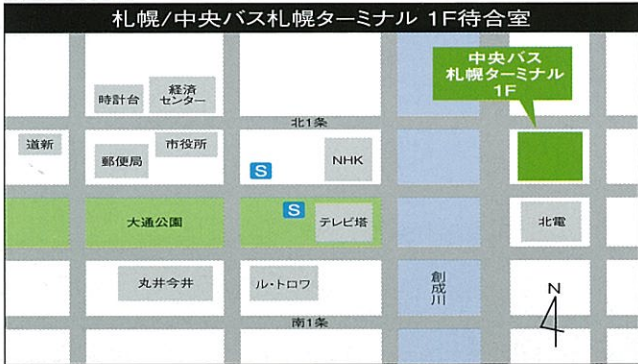 札幌/中央バス札幌ターミナル 1F待合室
中央バス
札幌ターミナル
1F
時計台
経済
センター
北1条
道新
郵便局
市役所
S
NHK
大通公園
S
テレビ塔
北電
丸井今井
ル・トロワ
創成川
N
南1条